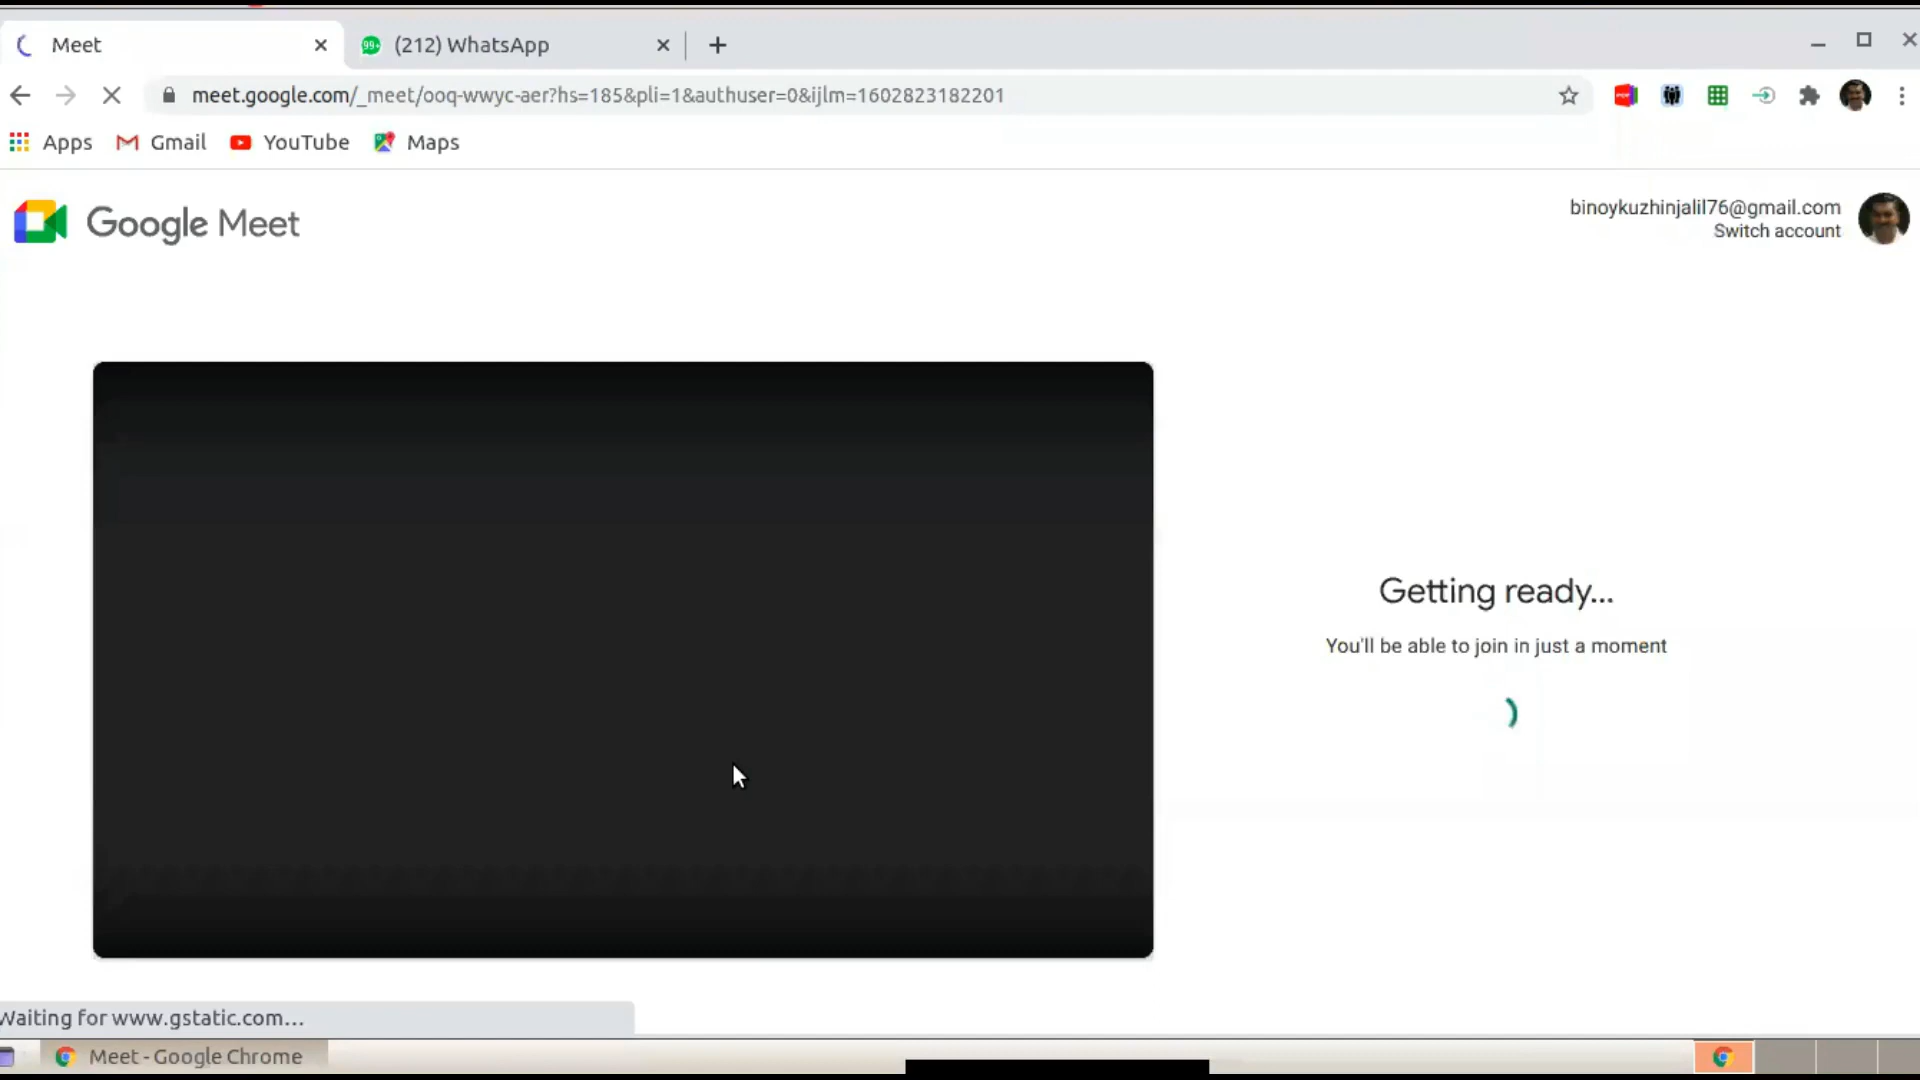 Meet
(212) WhatsApp
meet.google.com/_meet/ooq-wwyc-aer?hs=185&pli=1&authuser=0&ijlm=1602823182201
Apps
Gmail
YouTube
Maps
Google Meet
binoykuzhinjalil76@gmail.com
Switch account
Getting ready...
You'll be able to join in just a moment
Waiting for www.gstatic.com...
Meet - Google Chrome